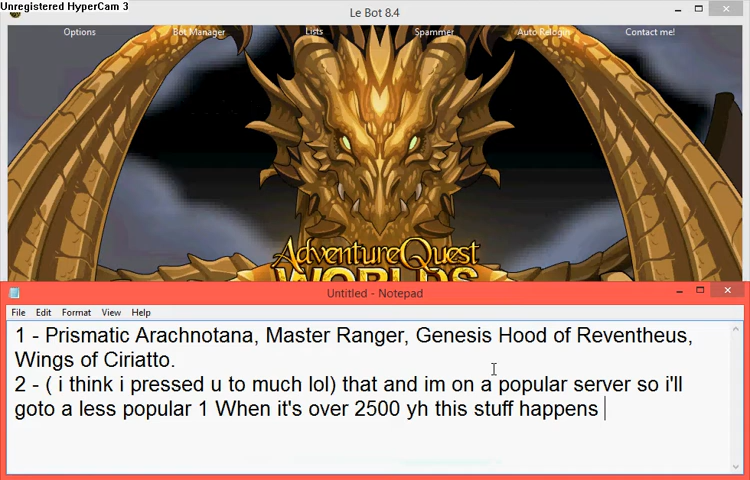 Unregistered HyperCam 3
Le Bot 8.4
Options Bot Manager Lists Spammer Auto Relogin Contact me!
AdventureQuest
WORLDS
Untitled - Notepad
File Edit Format View Help
1 - Prismatic Arachnotana, Master Ranger, Genesis Hood of Reventheus,
Wings of Ciriatto.
2 - ( i think i pressed u to much lol) that and im on a popular server so i'll
goto a less popular 1 When it's over 2500 yh this stuff happens